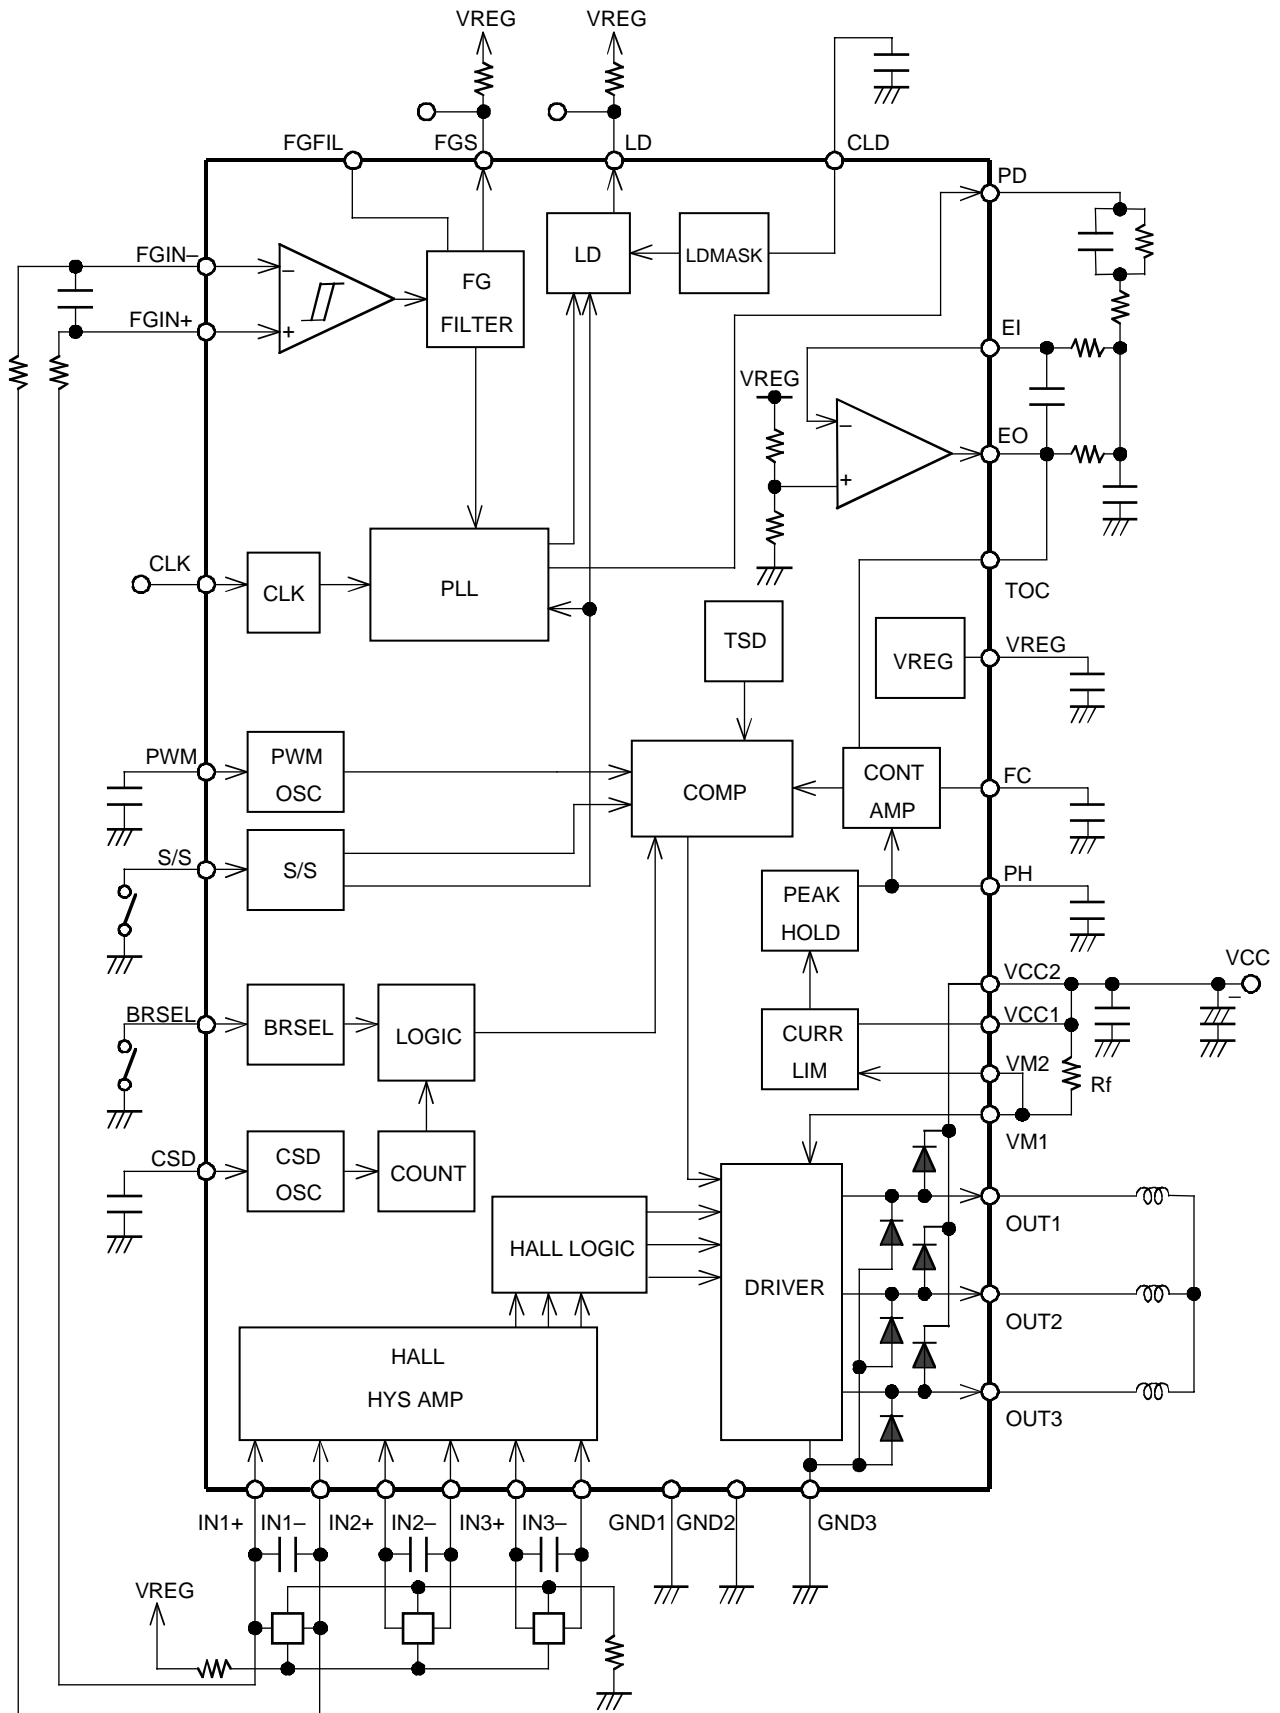 VREG VREG
FGFIL FGS LD CLD
PD
LD LDMASK
FGIN–
–
FG
FILTER
FGIN+
+
EI
VREG
–
EO
+
CLK
CLK PLL
TOC
TSD
VREG VREG
PWM PWM
OSC
COMP
CONT
AMP
FC
S/S S/S
PEAK
HOLD
PH
VCC2 VCC
–
BRSEL BRSEL LOGIC
CURR
LIM
VCC1
VM2
Rf
VM1
CSD CSD
OSC
COUNT
HALL LOGIC
DRIVER
OUT1
OUT2
HALL
HYS AMP
OUT3
IN1+ IN1– IN2+ IN2– IN3+ IN3– GND1 GND2 GND3
VREG